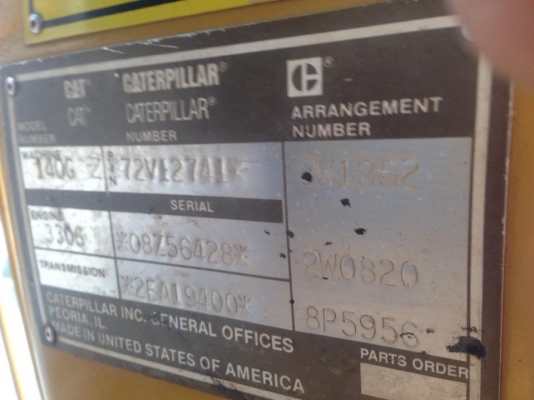 CAT® CATERPILLAR®
CAT® CATERPILLAR®
MODEL NUMBER
NUMBER
ARRANGEMENT NUMBER
140G Z *72V12741*
SERIAL
ENGINE
3306 *08Z56428* 2W0820
TRANSMISSION
*2EA19400* 8P5956
CATERPILLAR INC. GENERAL OFFICES
PEORIA, IL.
MADE IN UNITED STATES OF AMERICA
PARTS ORDER